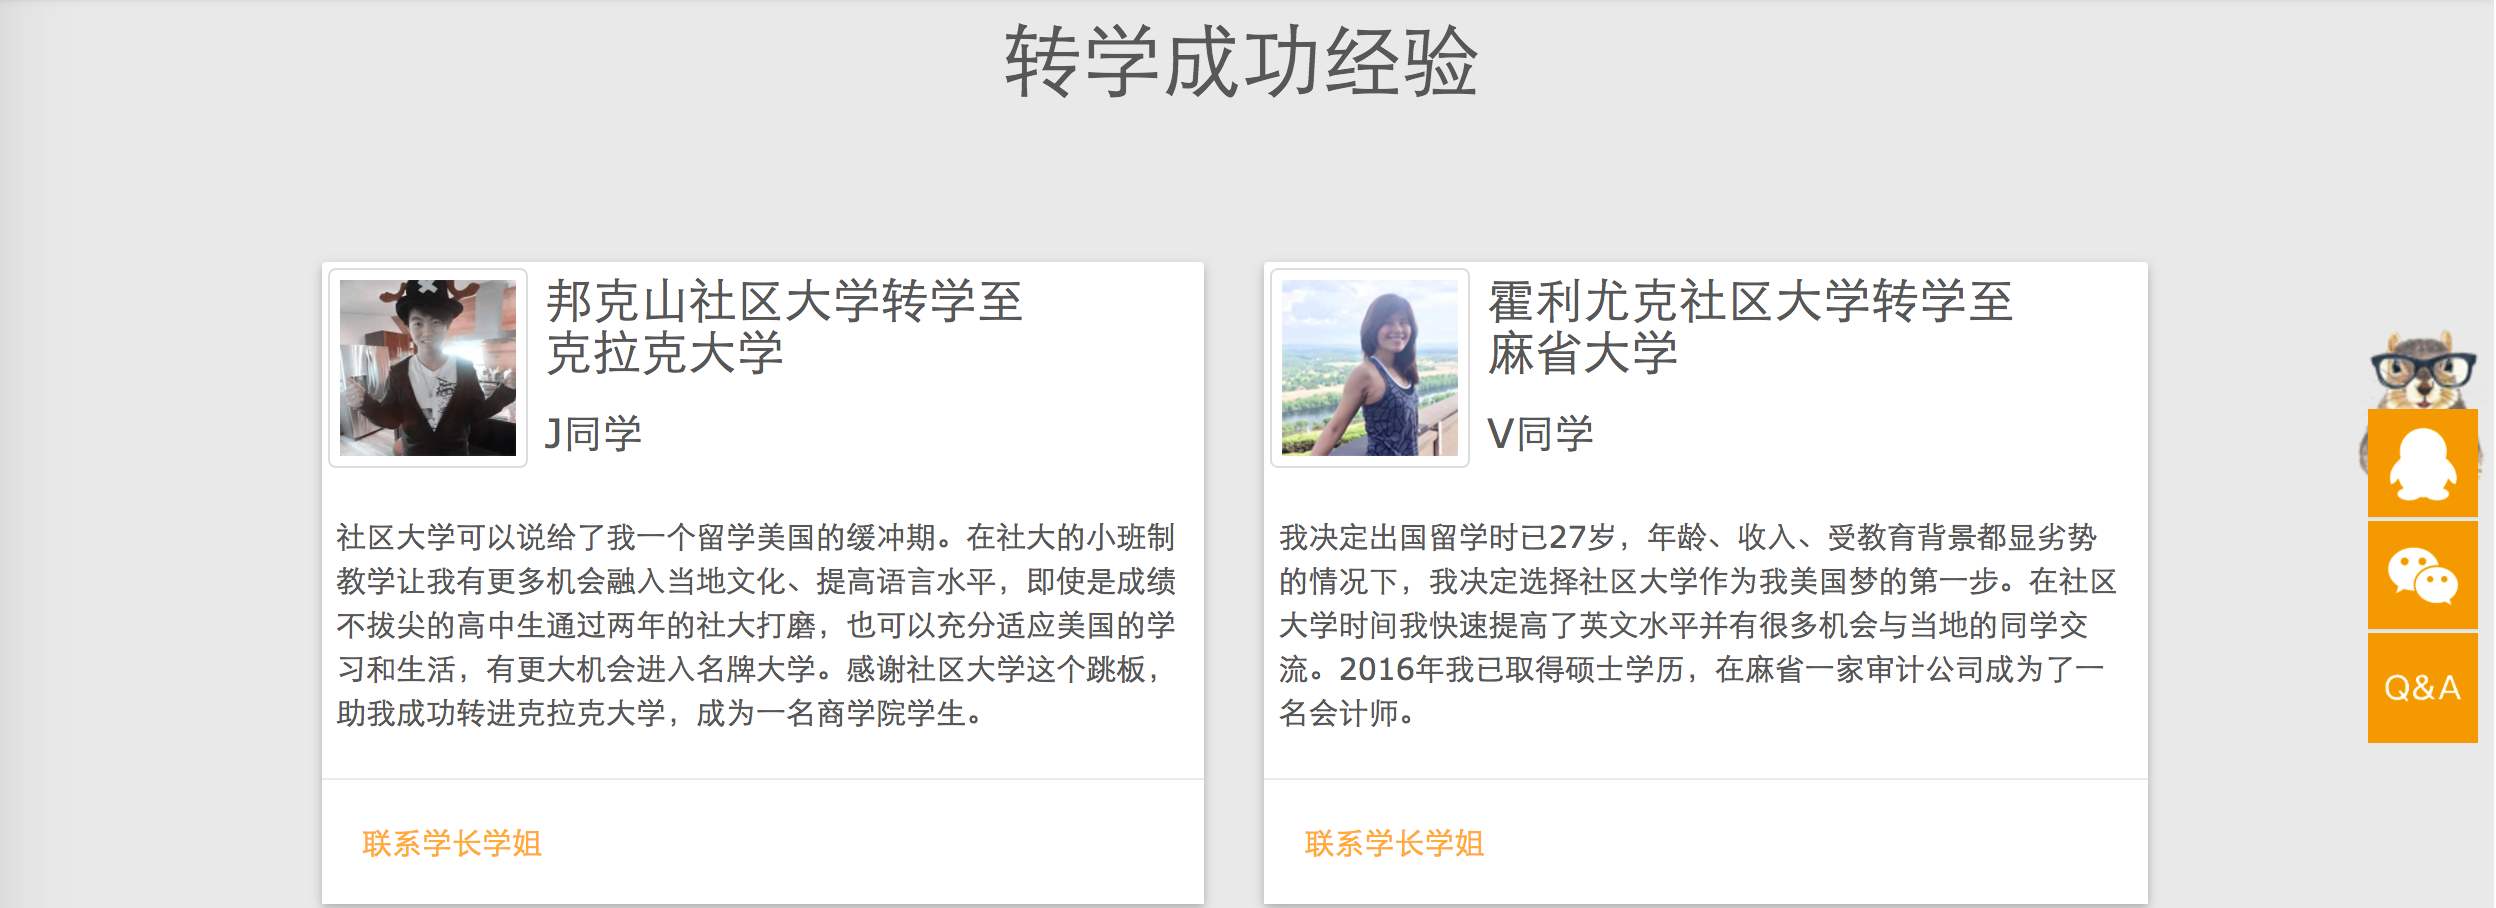 转学成功经验
邦克山社区大学转学至
克拉克大学
J同学
社区大学可以说给了我一个留学美国的缓冲期。在社大的小班制
教学让我有更多机会融入当地文化、提高语言水平，即使是成绩
不拔尖的高中生通过两年的社大打磨，也可以充分适应美国的学
习和生活，有更大机会进入名牌大学。感谢社区大学这个跳板，
助我成功转进克拉克大学，成为一名商学院学生。
联系学长学姐
霍利尤克社区大学转学至
麻省大学
V同学
我决定出国留学时已27岁，年龄、收入、受教育背景都显劣势
的情况下，我决定选择社区大学作为我美国梦的第一步。在社区
大学时间我快速提高了英文水平并有很多机会与当地的同学交
流。2016年我已取得硕士学历，在麻省一家审计公司成为了一
名会计师。
联系学长学姐
Q&A